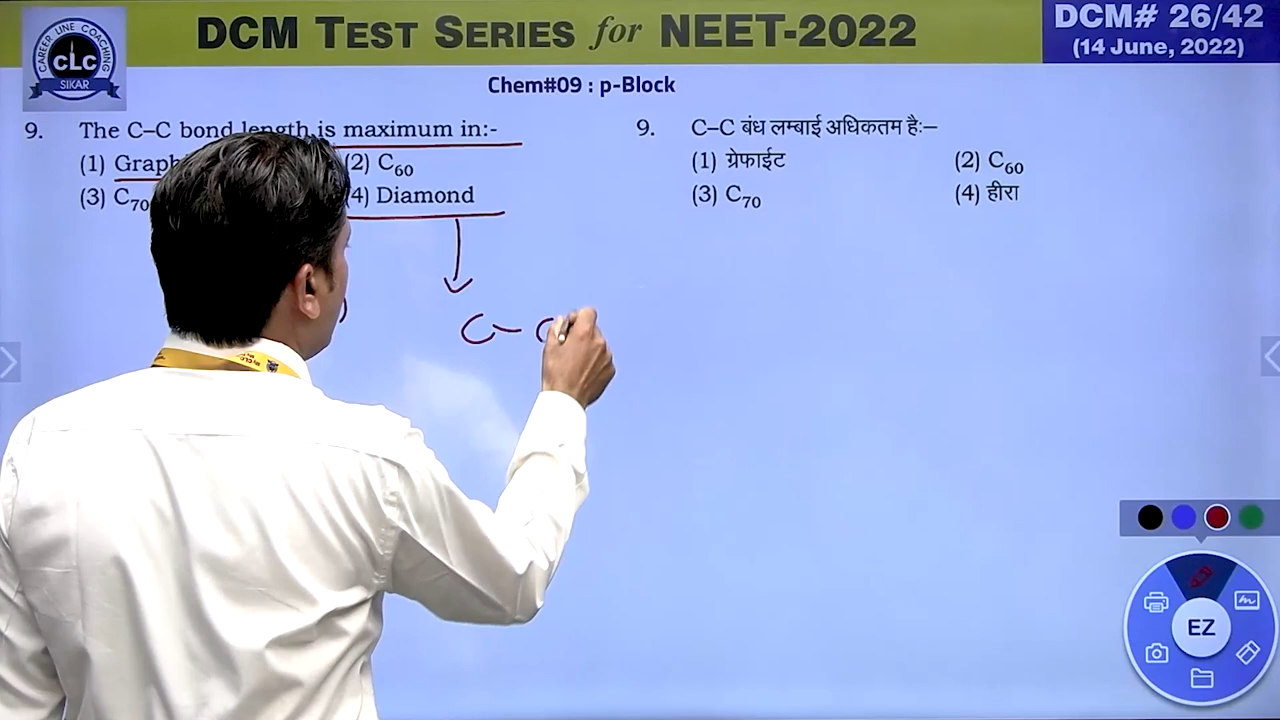 CAREER LINE COACHING
CLC
SIKAR
DCM TEST SERIES for NEET-2022
DCM# 26/42
(14 June, 2022)
Chem#09 : p-Block
9. The C–C bond length is maximum in:-
(1) Graph (2) C₆₀
(3) C₇₀ (4) Diamond
C– C
9. C–C बंध लम्बाई अधिकतम है:–
(1) ग्रेफाईट (2) C₆₀
(3) C₇₀ (4) हीरा
EZ